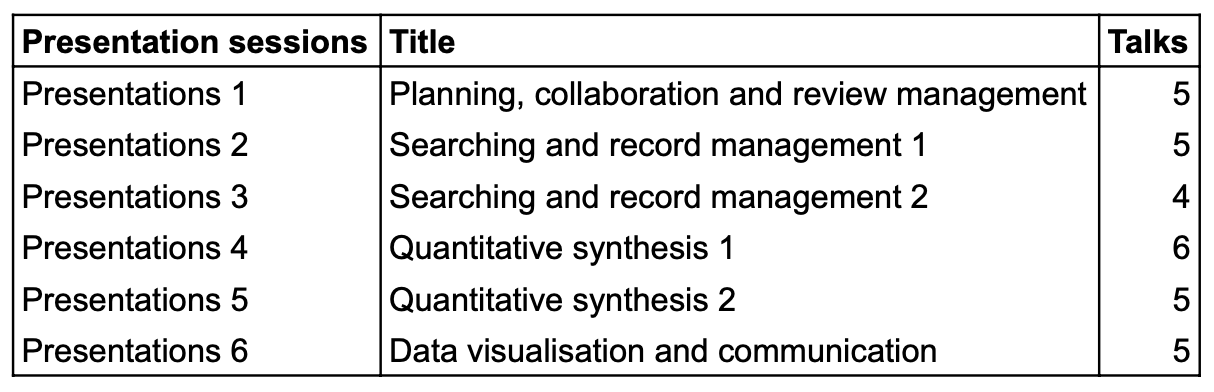 Presentation sessions Title Talks
Presentations 1 Planning, collaboration and review management 5
Presentations 2 Searching and record management 1 5
Presentations 3 Searching and record management 2 4
Presentations 4 Quantitative synthesis 1 6
Presentations 5 Quantitative synthesis 2 5
Presentations 6 Data visualisation and communication 5